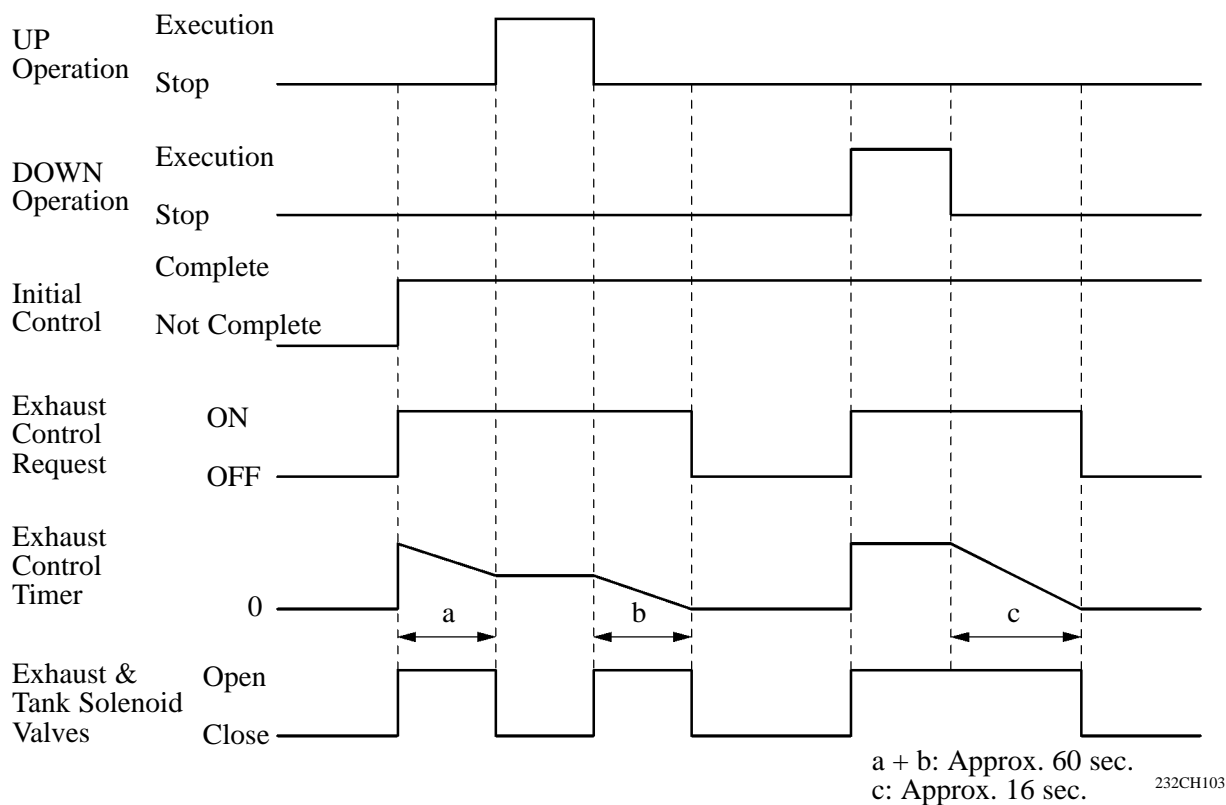 UP
Operation
Execution
Stop
DOWN
Operation
Execution
Stop
Initial
Control
Complete
Not Complete
Exhaust
Control
Request
ON
OFF
Exhaust
Control
Timer
0
a
b
c
Exhaust &
Tank Solenoid
Valves
Open
Close
a + b: Approx. 60 sec.
c: Approx. 16 sec.
232CH103